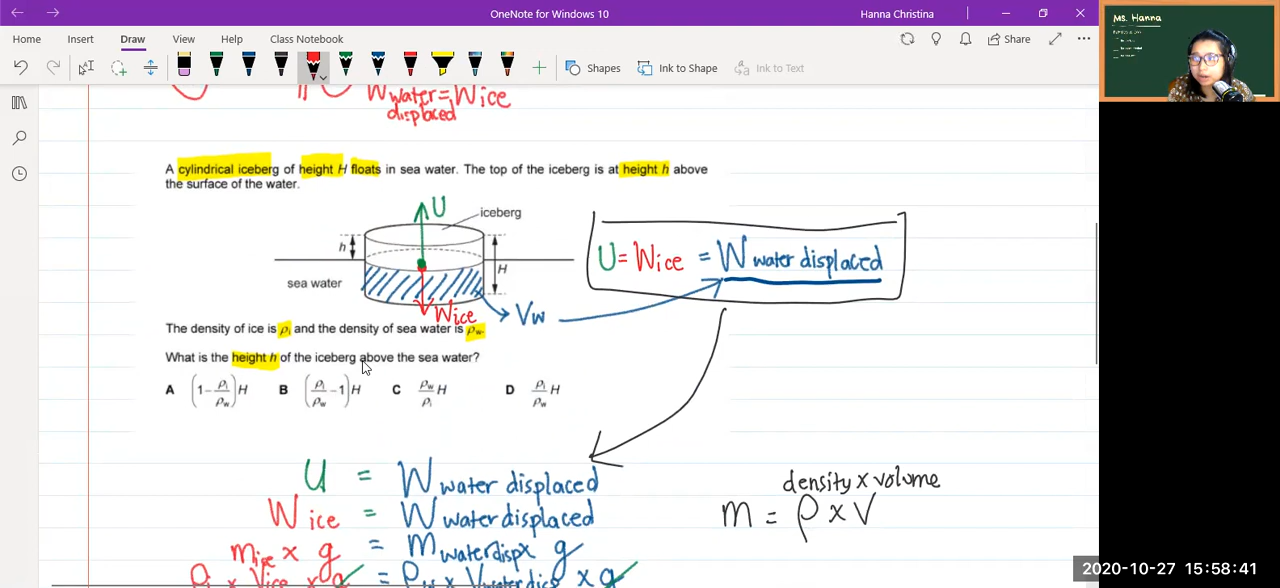 OneNote for Windows 10
Hanna Christina
Home Insert Draw View Help Class Notebook
Share
Shapes
Ink to Shape
Ink to Text
Ms. Hanna
W water = W ice
displaced
A cylindrical iceberg of height H floats in sea water. The top of the iceberg is at height h above
the surface of the water.
U
iceberg
h
H
sea water
W ice
Vw
U = W ice = W water displaced
The density of ice is ρi and the density of sea water is ρw.
What is the height h of the iceberg above the sea water?
A (1 - ρi/ρw)H B (ρi/ρw - 1)H C ρw/ρi H D ρi/ρw H
U = W water displaced
W ice = W water displaced
m ice x g = m water disp x g
ρi x V ice x g = ρw x V water disp x g
density x volume
m = ρ x V
2020-10-27 15:58:41